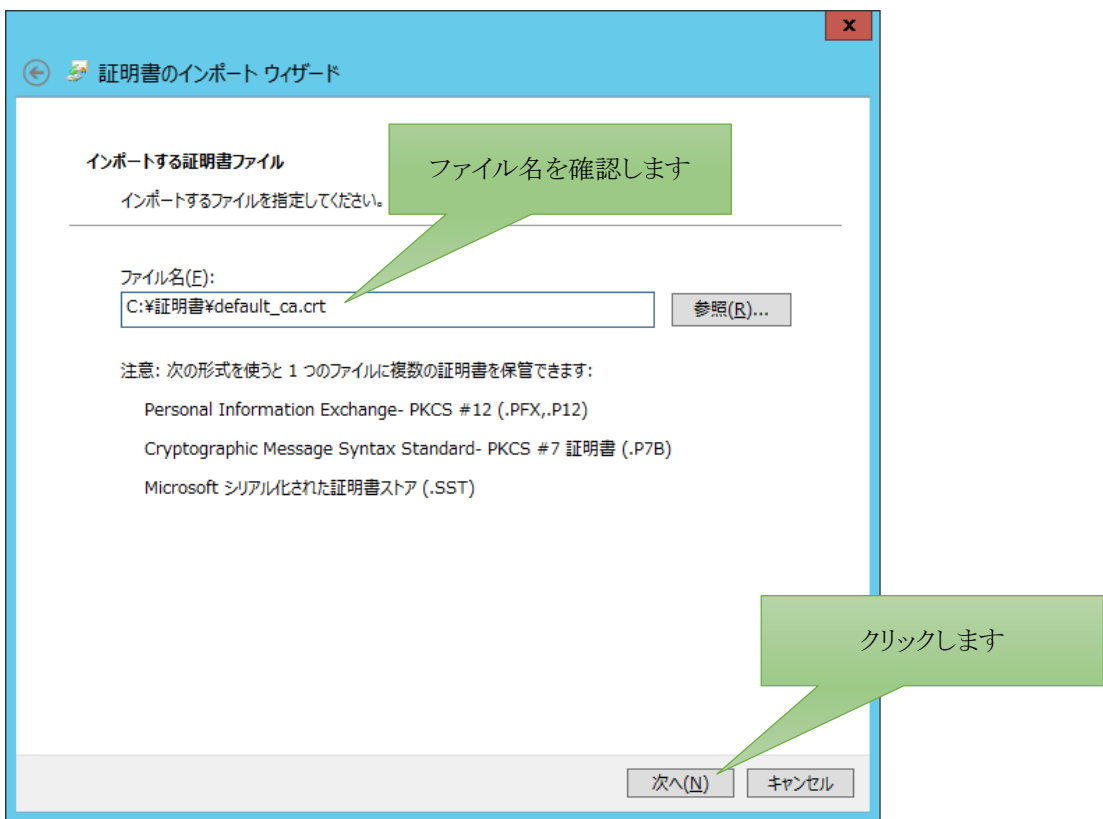 x
証明書のインポート ウィザード
インポートする証明書ファイル
ファイル名を確認します
インポートするファイルを指定してください。
ファイル名(F):
C:¥証明書¥default_ca.crt
参照(R)...
注意: 次の形式を使うと 1 つのファイルに複数の証明書を保管できます:
Personal Information Exchange- PKCS #12 (.PFX,.P12)
Cryptographic Message Syntax Standard- PKCS #7 証明書 (.P7B)
Microsoft シリアル化された証明書ストア (.SST)
クリックします
次へ(N)
キャンセル